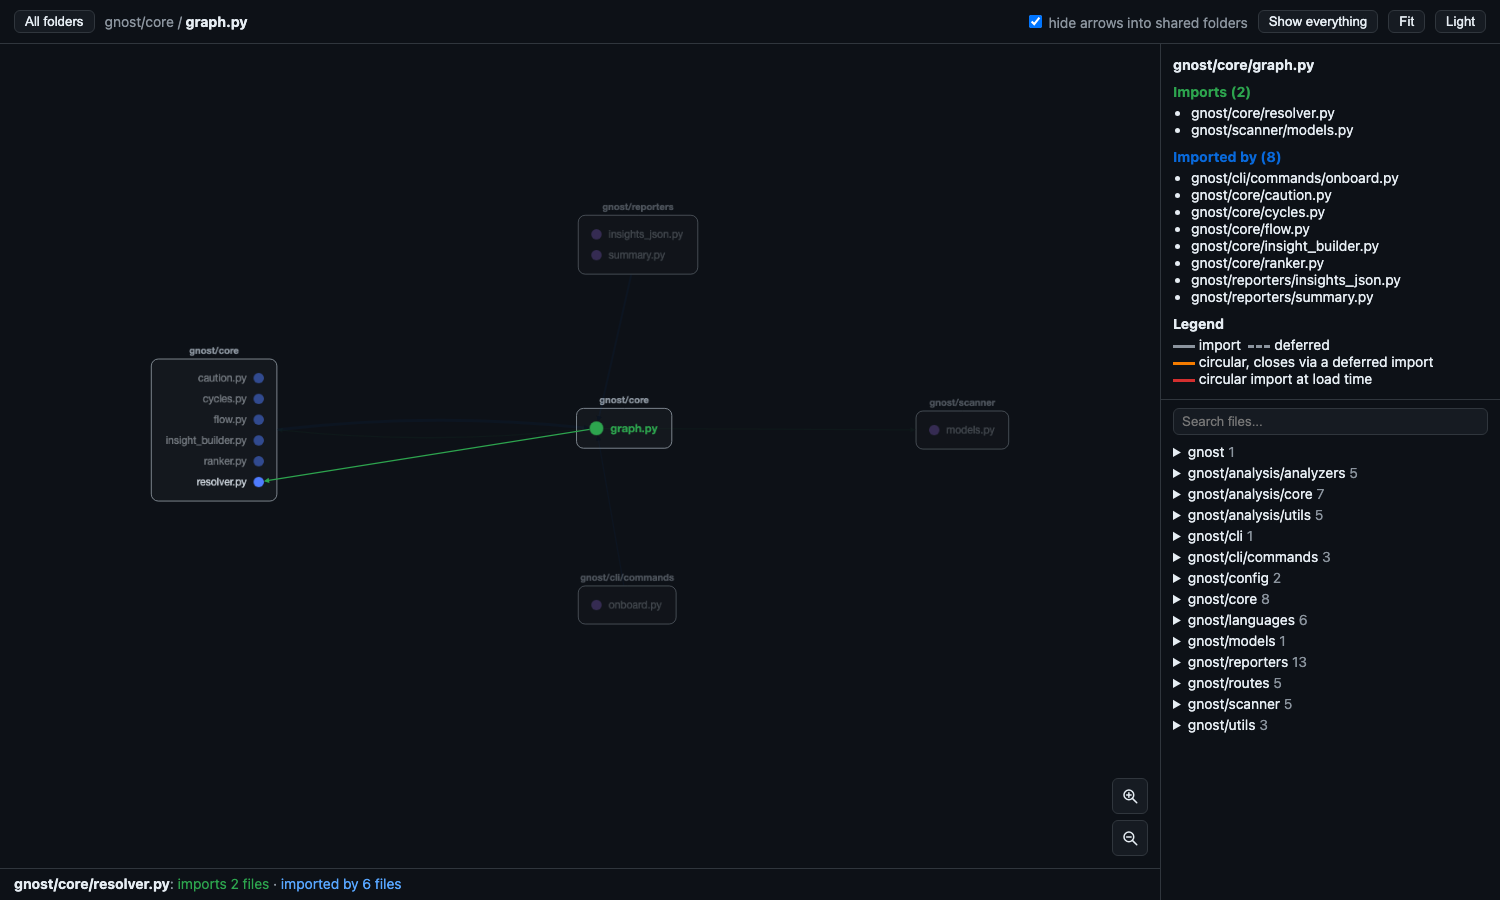 All folders gnost/core / graph.py
hide arrows into shared folders Show everything Fit Light
gnost/reporters
insights_json.py
summary.py
gnost/core
caution.py
cycles.py
flow.py
insight_builder.py
ranker.py
resolver.py
gnost/core
graph.py
gnost/scanner
models.py
gnost/cli/commands
onboard.py
gnost/core/resolver.py: imports 2 files · imported by 6 files
gnost/core/graph.py
Imports (2)
gnost/core/resolver.py
gnost/scanner/models.py
Imported by (8)
gnost/cli/commands/onboard.py
gnost/core/caution.py
gnost/core/cycles.py
gnost/core/flow.py
gnost/core/insight_builder.py
gnost/core/ranker.py
gnost/reporters/insights_json.py
gnost/reporters/summary.py
Legend
import deferred
circular, closes via a deferred import
circular import at load time
Search files...
gnost 1
gnost/analysis/analyzers 5
gnost/analysis/core 7
gnost/analysis/utils 5
gnost/cli 1
gnost/cli/commands 3
gnost/config 2
gnost/core 8
gnost/languages 6
gnost/models 1
gnost/reporters 13
gnost/routes 5
gnost/scanner 5
gnost/utils 3